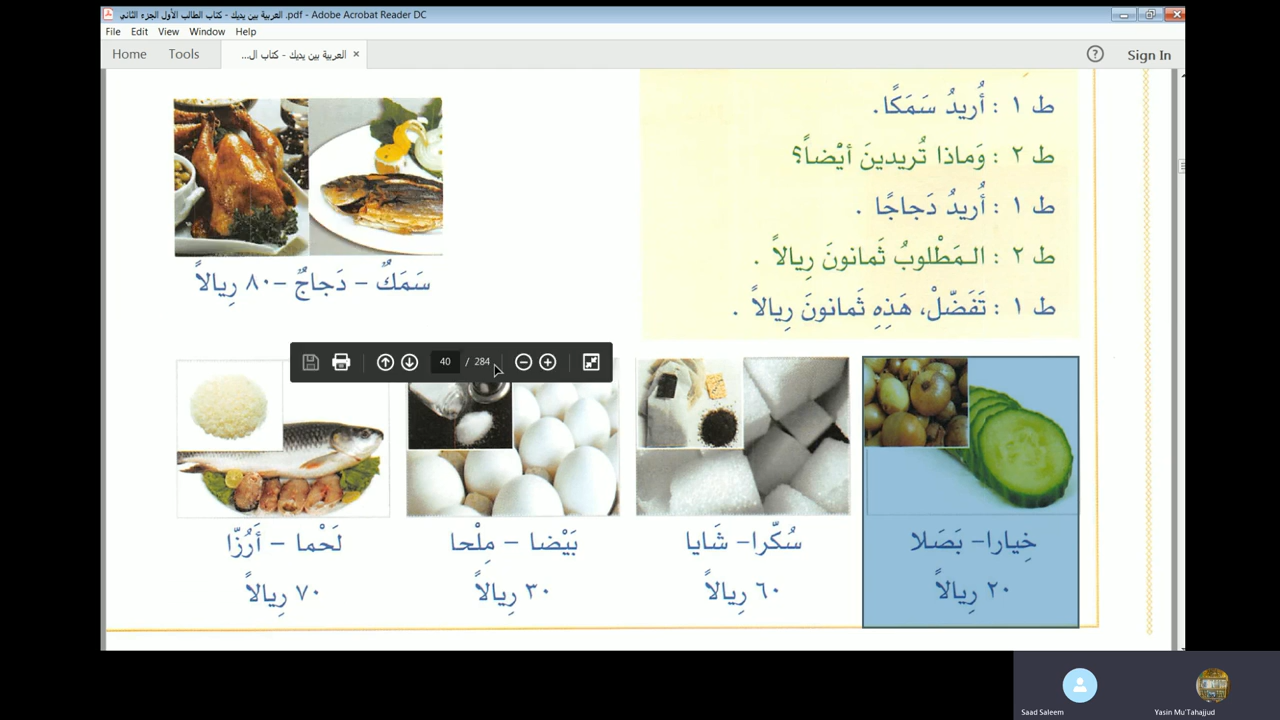 العربية بين يديك - كتاب الطالب الأول الجزء الثاني.pdf - Adobe Acrobat Reader DC
File Edit View Window Help
Home Tools العربية بين يديك - كتاب ال... × ? Sign In
ط ١ : أُرِيدُ سَمَكًا.
ط ٢ : وَماذا تُرِيدينَ أيْضاً؟
ط ١ : أُرِيدُ دَجاجًا .
ط ٢ : الـمَطْلوبُ ثَمانونَ رِيالاً .
ط ١ : تَفَضّلْ، هَذِهِ ثَمانونَ رِيالاً .
سَمَكٌ – دَجاجٌ – ٨٠ رِيالاً
40 / 284
خِيارا– بَصَلا
٢٠ رِيالاً
سُكّرا– شَايا
٦٠ رِيالاً
بَيْضا – مِلْحا
٣٠ رِيالاً
لَحْما – أَرُزّا
٧٠ رِيالاً
Saad Saleem
Yasin Mu`Tahajjud